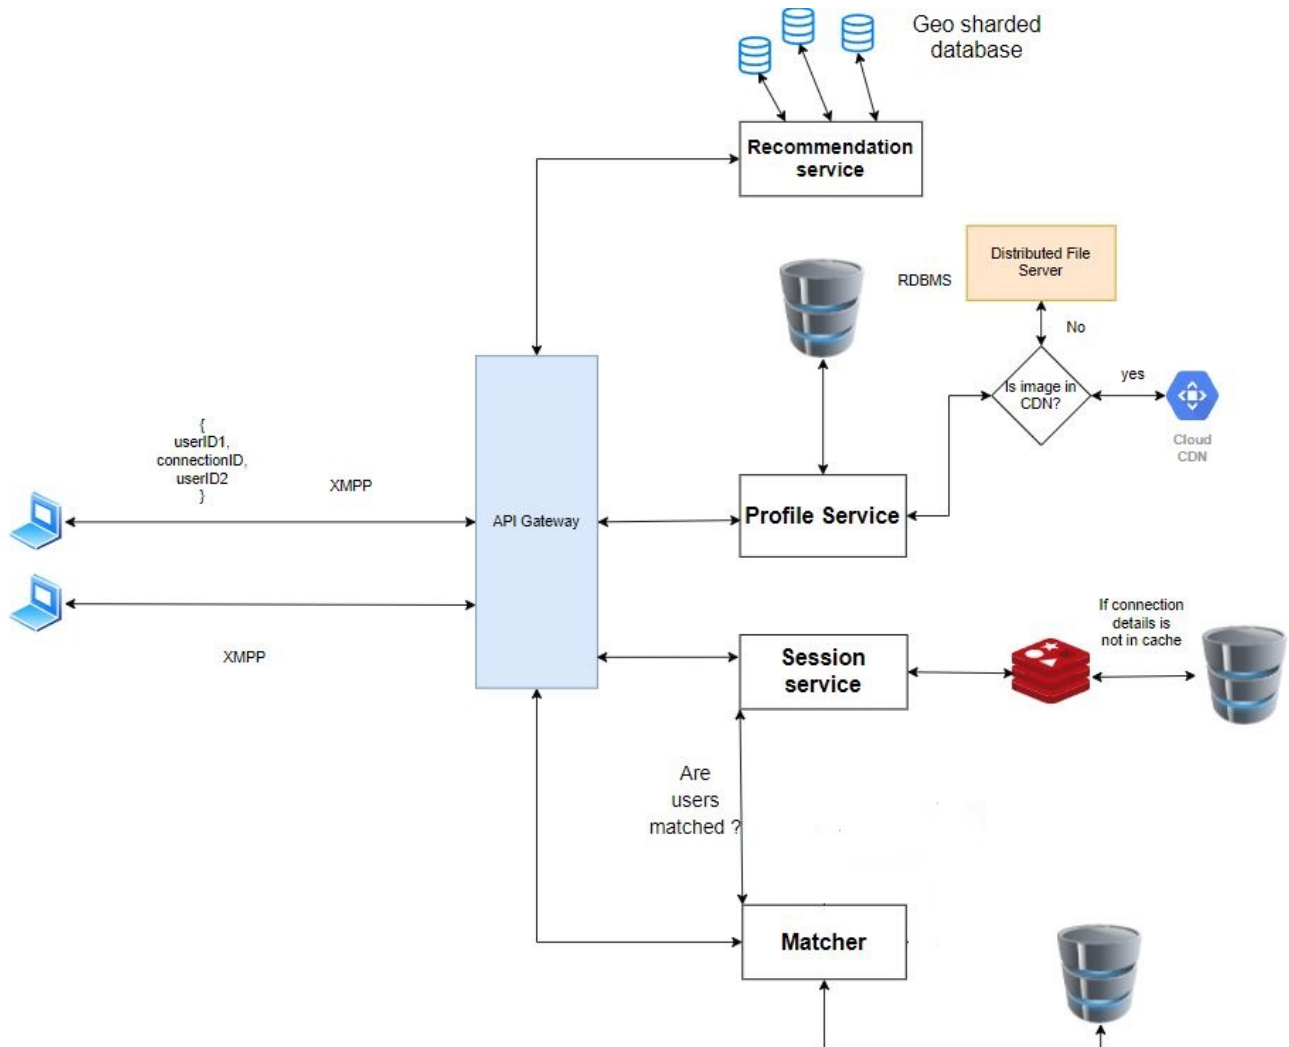 Geo sharded
database
Recommendation
service
RDBMS
Distributed File
Server
No
Is image in
CDN?
yes
Cloud
CDN
{
userID1,
connectionID,
userID2
}
XMPP
API Gateway
Profile Service
XMPP
Session
service
If connection
details is
not in cache
Are
users
matched ?
Matcher